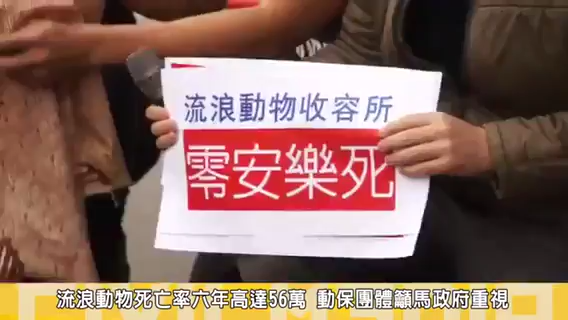 流浪動物收容所
零安樂死
流浪動物死亡率六年高達56萬 動保團體籲馬政府重視